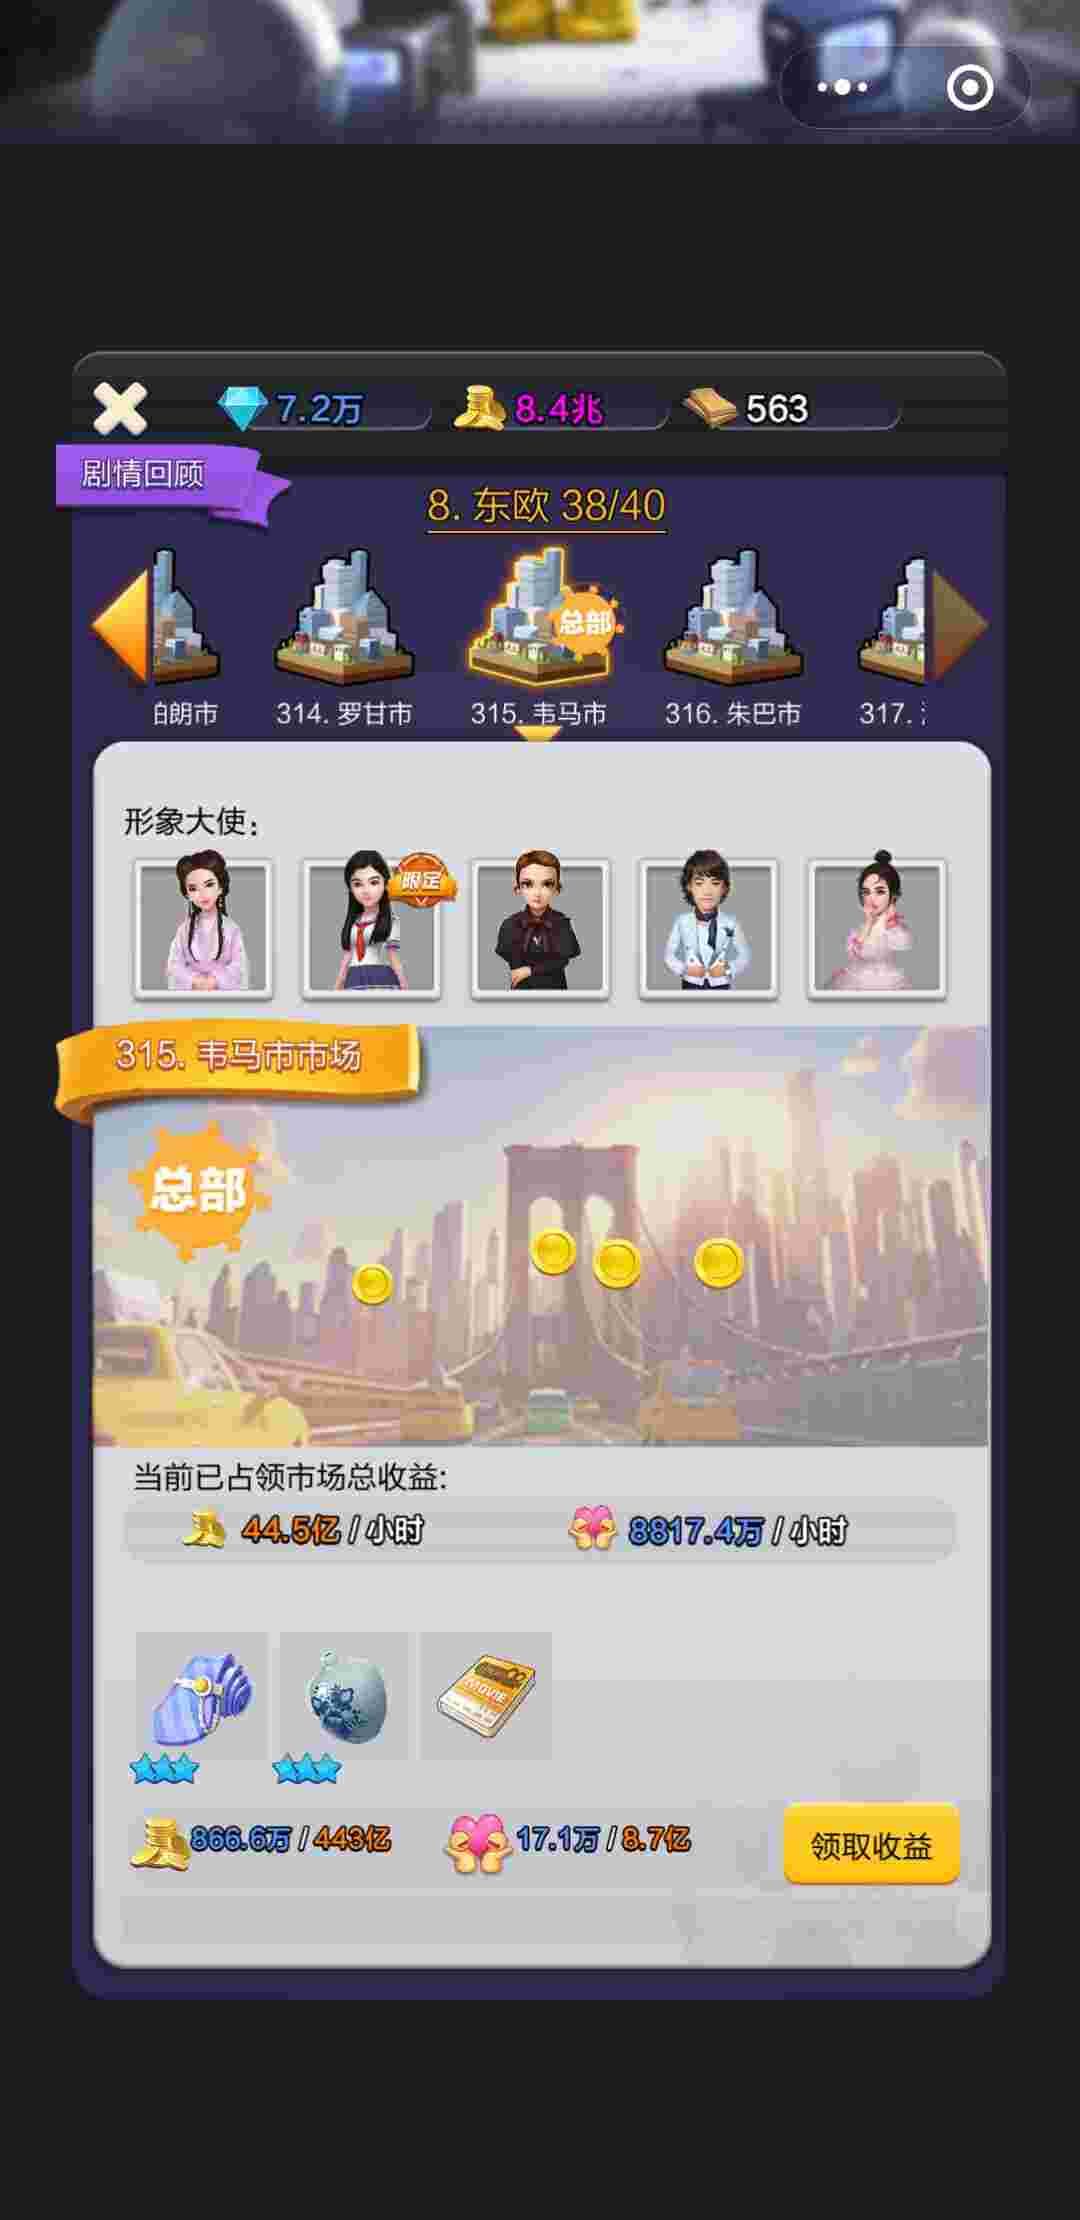 7.2万 8.4兆 563
剧情回顾
8. 东欧 38/40
总部
白朗市 314. 罗甘市 315. 韦马市 316. 朱巴市 317.
形象大使：
限定
315. 韦马市市场
总部
当前已占领市场总收益:
44.5亿 / 小时 8817.4万 / 小时
MOVIE
866.6万 / 443亿 17.1万 / 8.7亿 领取收益